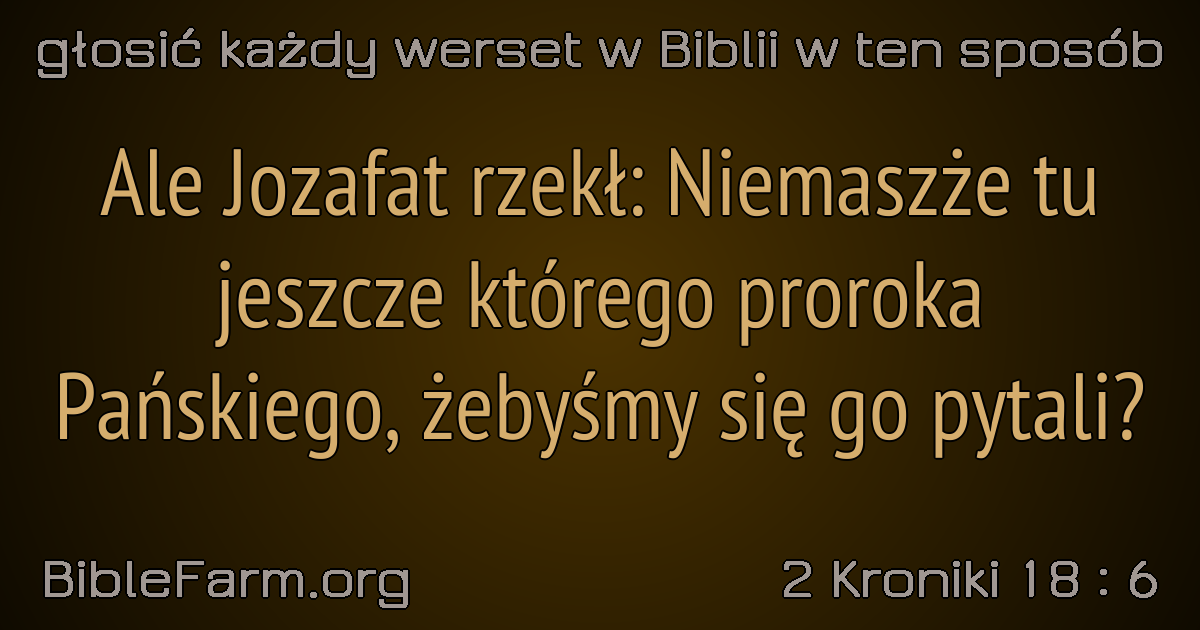 głosić każdy werset w Biblii w ten sposób
Ale Jozafat rzekł: Niemaszże tu
jeszcze którego proroka
Pańskiego, żebyśmy się go pytali?
BibleFarm.org
2 Kroniki 18 : 6